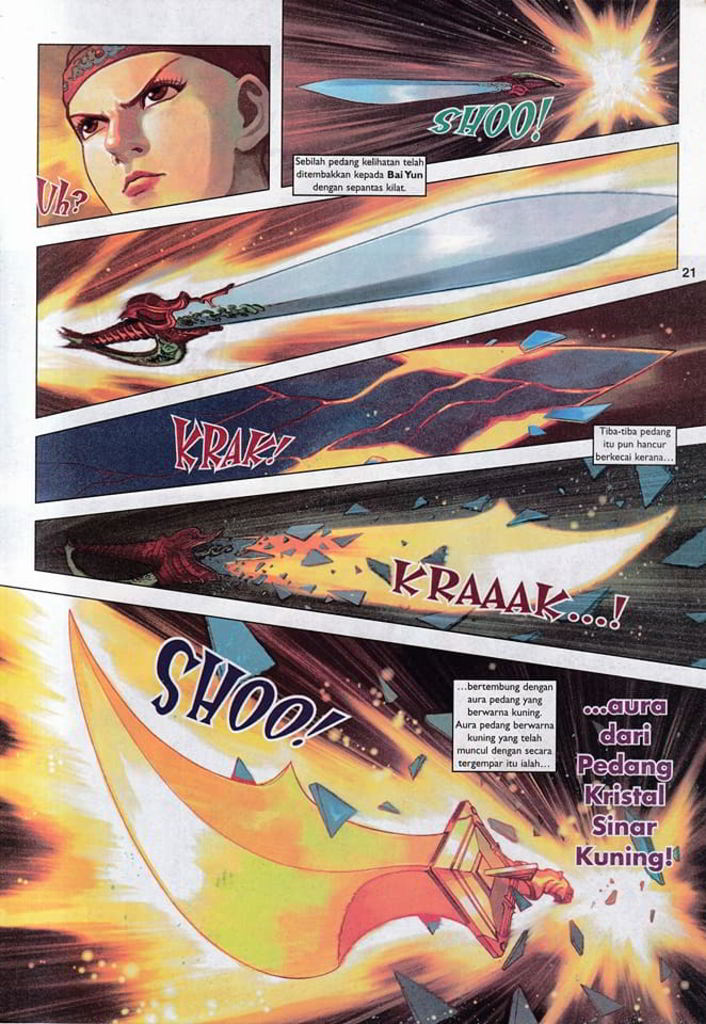 Uh?
SHOO!
Sebilah pedang kelihatan telah
ditembakkan kepada Bai Yun
dengan sepantas kilat.
21
KRAK!
Tiba-tiba pedang
itu pun hancur
berkecai kerana...
KRAAAK...!
SHOO!
...bertembung dengan
aura pedang yang
berwarna kuning.
Aura pedang berwarna
kuning yang telah
muncul dengan secara
tergempar itu ialah...
...aura
dari
Pedang
Kristal
Sinar
Kuning!